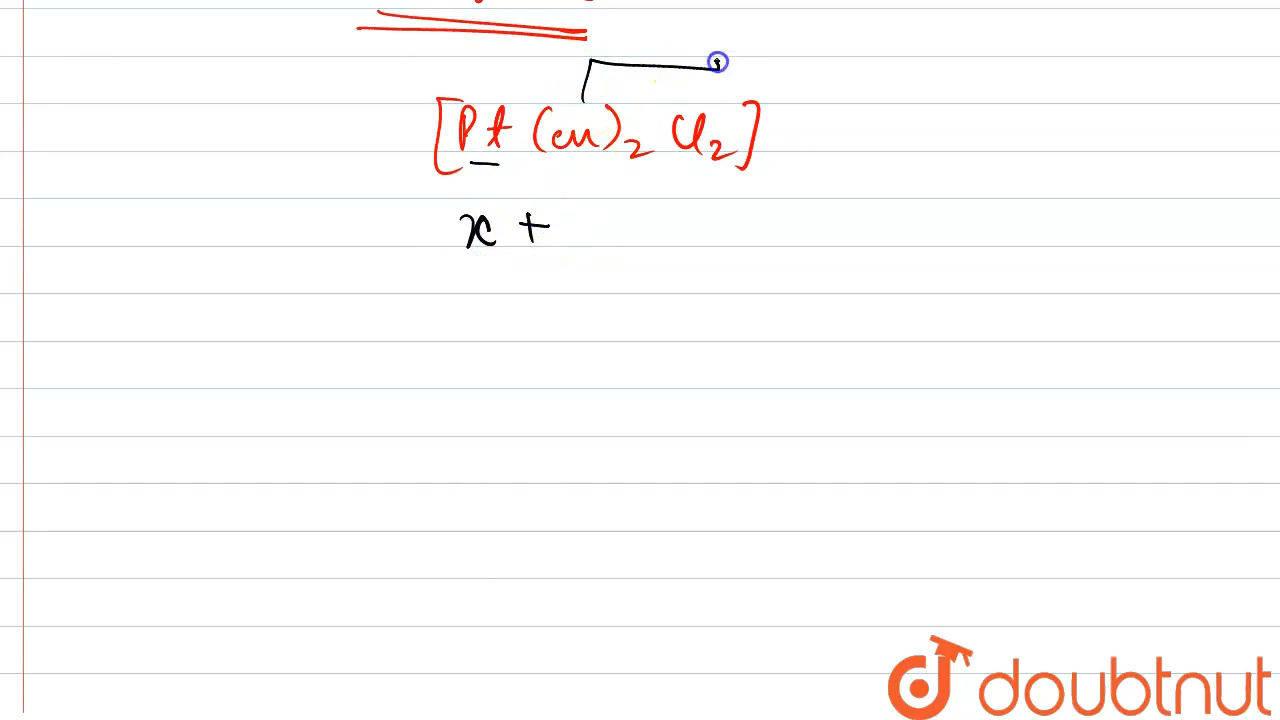 [Pt (en)2 Cl2]
x +
doubtnut